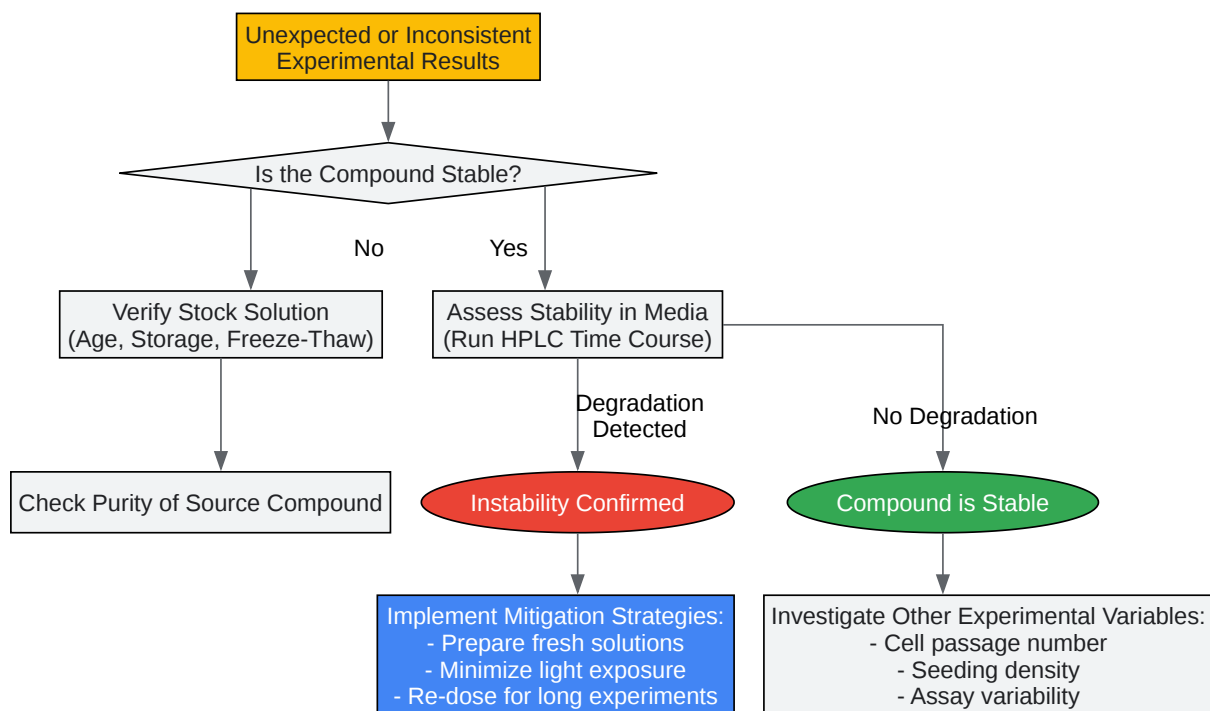 Unexpected or Inconsistent
Experimental Results
Is the Compound Stable?
No
Yes
Verify Stock Solution
(Age, Storage, Freeze-Thaw)
Assess Stability in Media
(Run HPLC Time Course)
Degradation
Detected
No Degradation
Check Purity of Source Compound
Instability Confirmed
Compound is Stable
Implement Mitigation Strategies:
- Prepare fresh solutions
- Minimize light exposure
- Re-dose for long experiments
Investigate Other Experimental Variables:
- Cell passage number
- Seeding density
- Assay variability